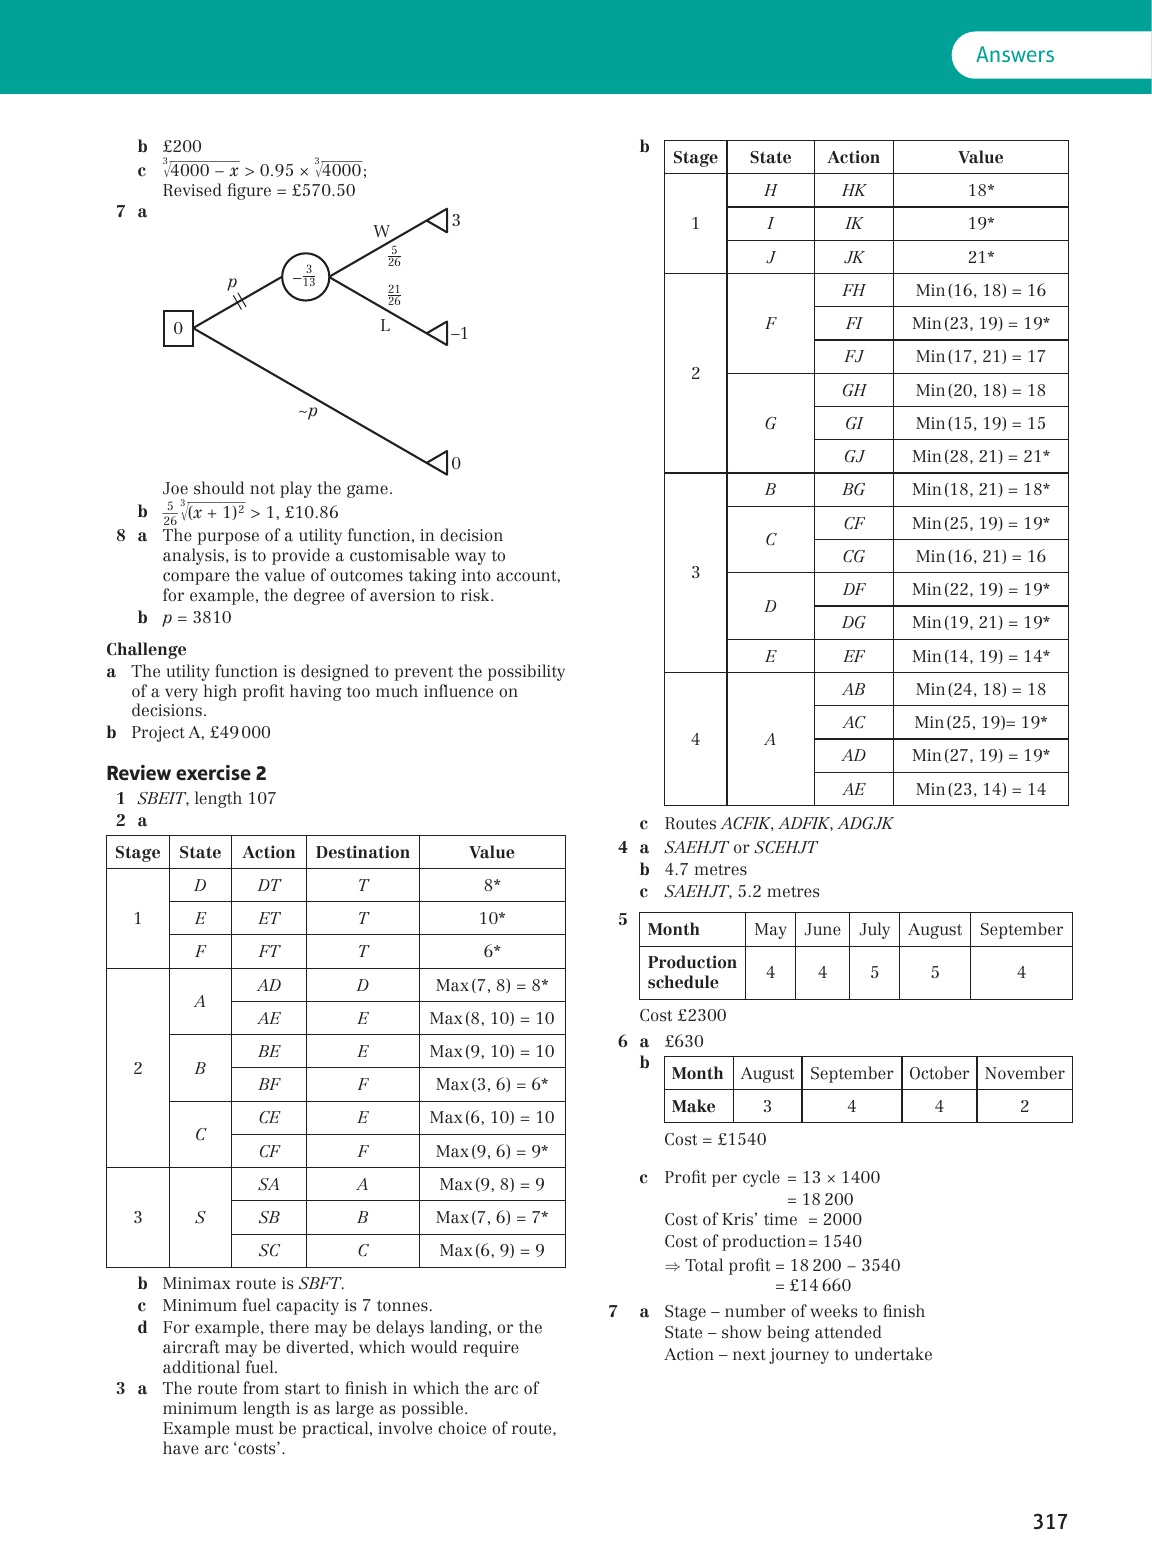 Answers
b £200
c ∛(4000 – x) > 0.95 × ∛4000;
Revised figure = £570.50
7 a
W
3
5/26
p
–3/13
21/26
0
L
–1
~p
0
Joe should not play the game.
b 5/26 ∛((x + 1)²) > 1, £10.86
8 a The purpose of a utility function, in decision
analysis, is to provide a customisable way to
compare the value of outcomes taking into account,
for example, the degree of aversion to risk.
b p = 3810
Challenge
a The utility function is designed to prevent the possibility
of a very high profit having too much influence on
decisions.
b Project A, £49 000
Review exercise 2
1 SBEIT, length 107
2 a
Stage State Action Destination Value
1 D DT T 8*
E ET T 10*
F FT T 6*
2 A AD D Max (7, 8) = 8*
AE E Max (8, 10) = 10
B BE E Max (9, 10) = 10
BF F Max (3, 6) = 6*
C CE E Max (6, 10) = 10
CF F Max (9, 6) = 9*
3 S SA A Max (9, 8) = 9
SB B Max (7, 6) = 7*
SC C Max (6, 9) = 9
b Minimax route is SBFT.
c Minimum fuel capacity is 7 tonnes.
d For example, there may be delays landing, or the
aircraft may be diverted, which would require
additional fuel.
3 a The route from start to finish in which the arc of
minimum length is as large as possible.
Example must be practical, involve choice of route,
have arc ‘costs’.
b
Stage State Action Value
1 H HK 18*
I IK 19*
J JK 21*
2 F FH Min (16, 18) = 16
FI Min (23, 19) = 19*
FJ Min (17, 21) = 17
G GH Min (20, 18) = 18
GI Min (15, 19) = 15
GJ Min (28, 21) = 21*
3 B BG Min (18, 21) = 18*
C CF Min (25, 19) = 19*
CG Min (16, 21) = 16
D DF Min (22, 19) = 19*
DG Min (19, 21) = 19*
E EF Min (14, 19) = 14*
4 A AB Min (24, 18) = 18
AC Min (25, 19)= 19*
AD Min (27, 19) = 19*
AE Min (23, 14) = 14
c Routes ACFIK, ADFIK, ADGJK
4 a SAEHJT or SCEHJT
b 4.7 metres
c SAEHJT, 5.2 metres
5
Month May June July August September
Production
schedule 4 4 5 5 4
Cost £2300
6 a £630
b
Month August September October November
Make 3 4 4 2
Cost = £1540
c Profit per cycle = 13 × 1400
= 18 200
Cost of Kris’ time = 2000
Cost of production = 1540
⇒ Total profit = 18 200 – 3540
= £14 660
7 a Stage – number of weeks to finish
State – show being attended
Action – next journey to undertake
317